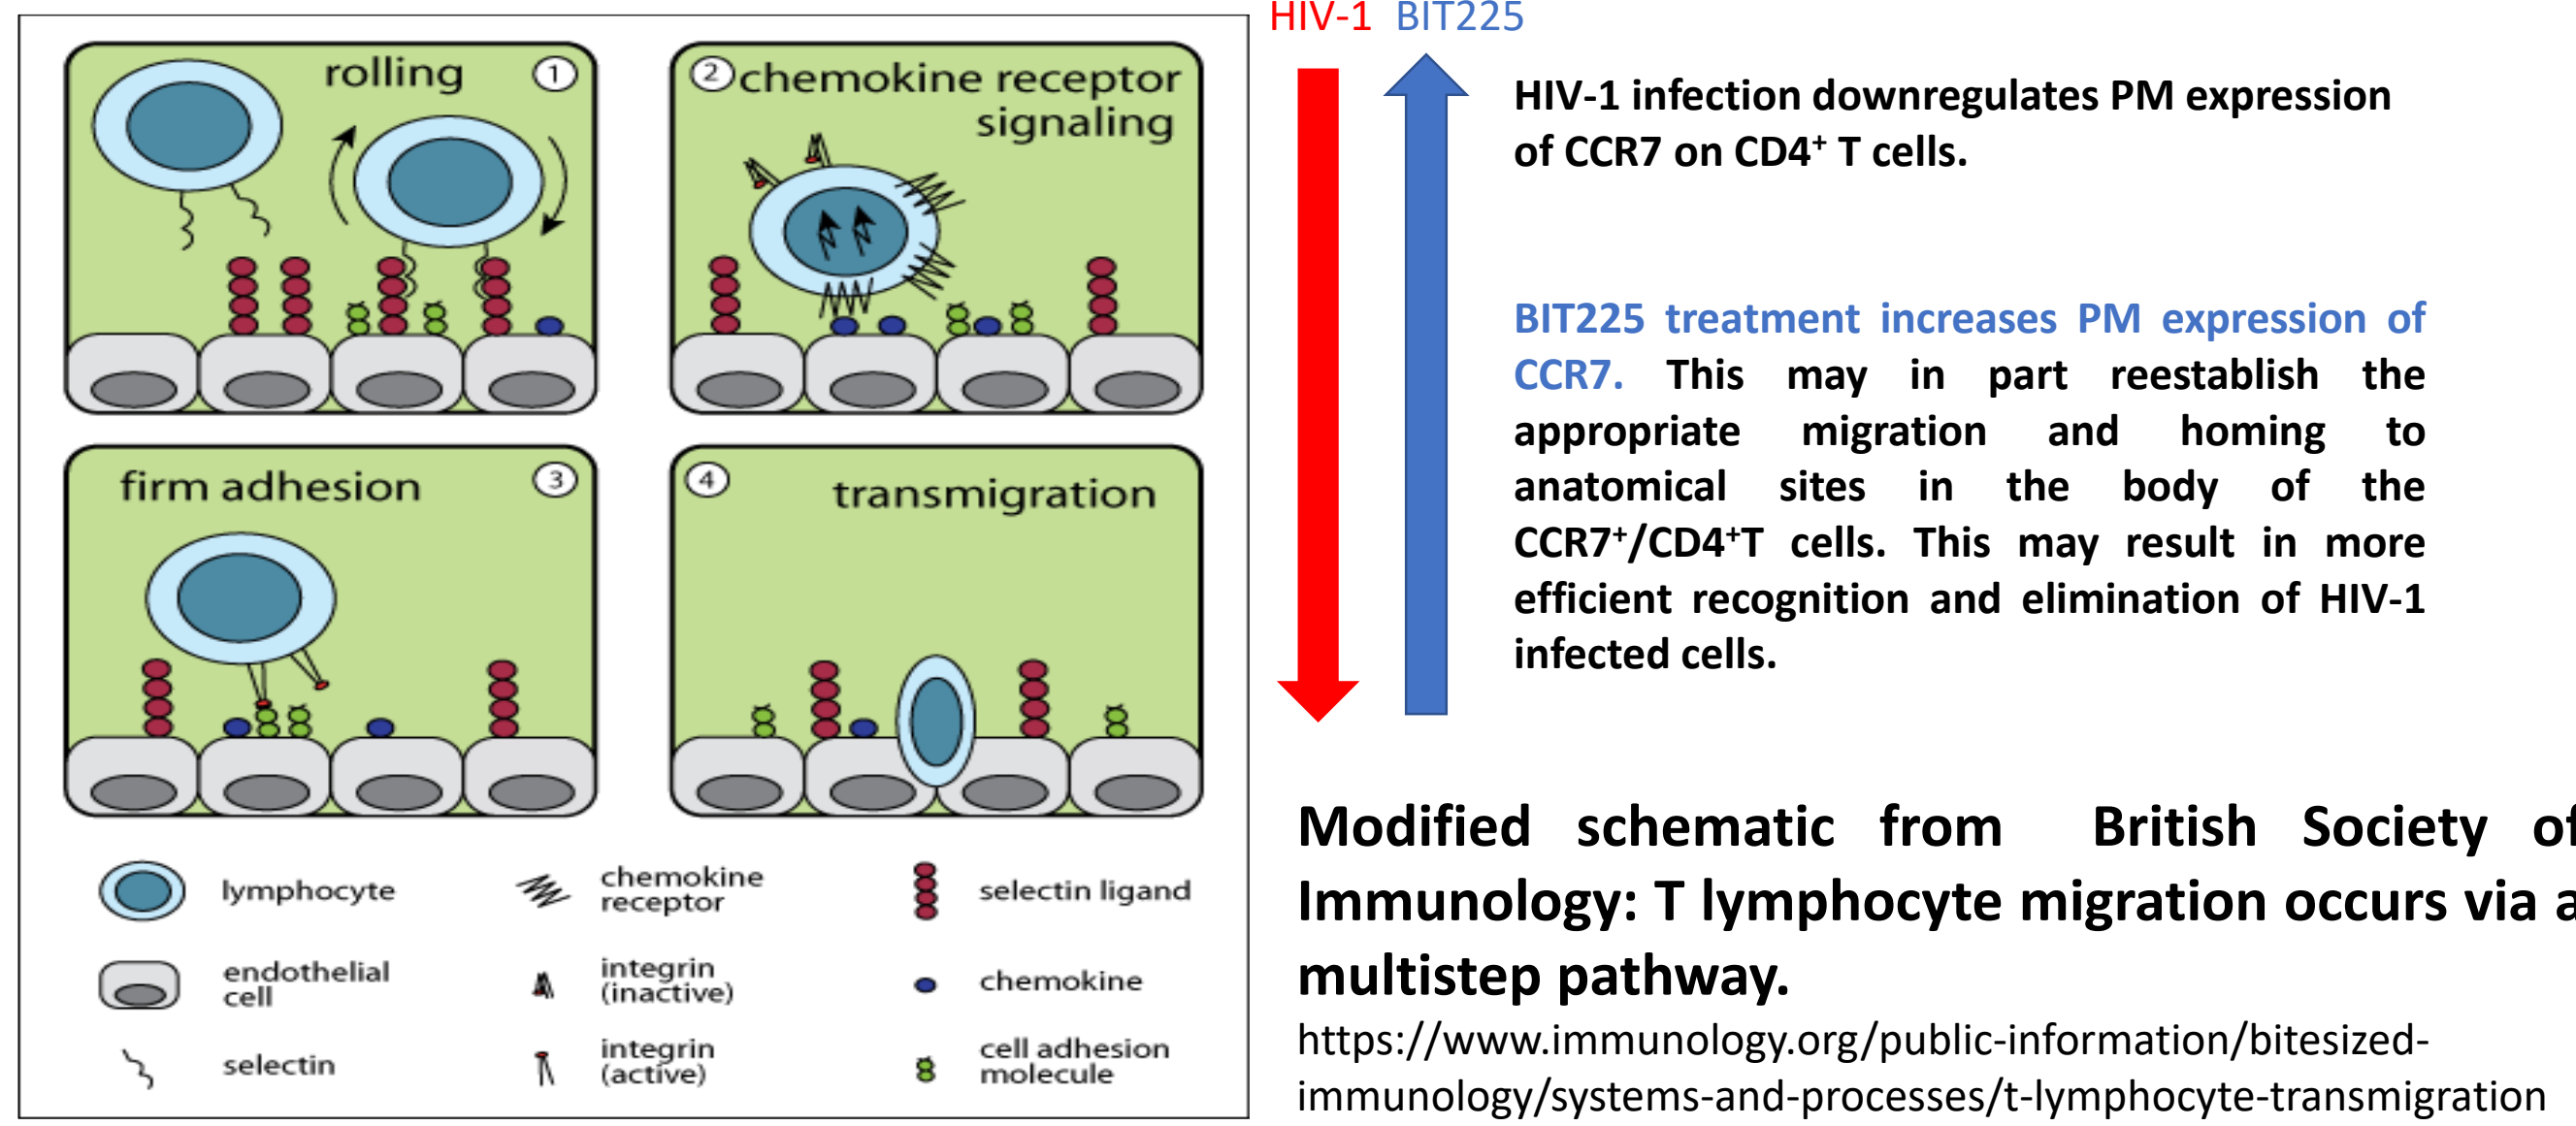 rolling
1
2
chemokine receptor
signaling
firm adhesion
3
4
transmigration
lymphocyte
chemokine
receptor
selectin ligand
endothelial
cell
integrin
(inactive)
chemokine
selectin
integrin
(active)
cell adhesion
molecule
HIV-1 BIT225
HIV-1 infection downregulates PM expression
of CCR7 on CD4⁺ T cells.
BIT225 treatment increases PM expression of
CCR7. This may in part reestablish the
appropriate migration and homing to
anatomical sites in the body of the
CCR7⁺/CD4⁺T cells. This may result in more
efficient recognition and elimination of HIV-1
infected cells.
Modified schematic from British Society of
Immunology: T lymphocyte migration occurs via a
multistep pathway.
https://www.immunology.org/public-information/bitesized-
immunology/systems-and-processes/t-lymphocyte-transmigration